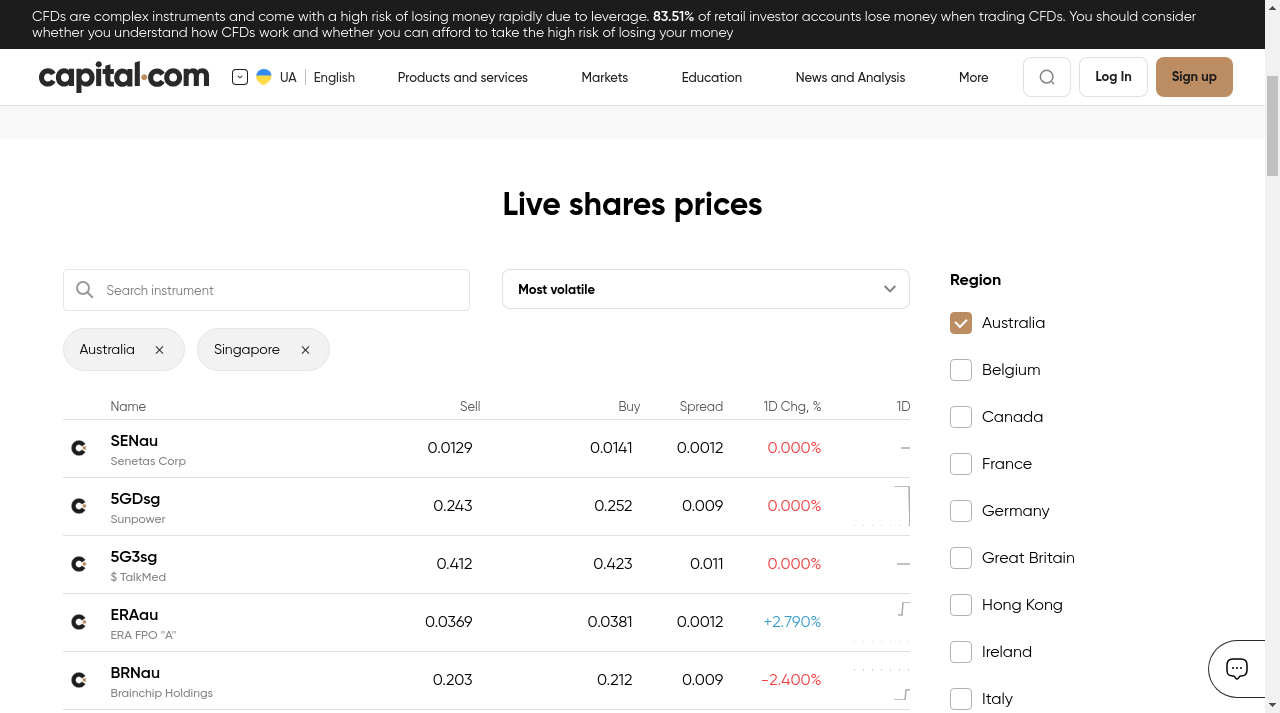 CFDs are complex instruments and come with a high risk of losing money rapidly due to leverage. 83.51% of retail investor accounts lose money when trading CFDs. You should consider
whether you understand how CFDs work and whether you can afford to take the high risk of losing your money
capital.com UA English Products and services Markets Education News and Analysis More Log In Sign up
Live shares prices
Search instrument
Most volatile
Australia
Singapore
Name Sell Buy Spread 1D Chg, % 1D
SENau 0.0129 0.0141 0.0012 0.000%
Senetas Corp
5GDsg 0.243 0.252 0.009 0.000%
Sunpower
5G3sg 0.412 0.423 0.011 0.000%
$ TalkMed
ERAau 0.0369 0.0381 0.0012 +2.790%
ERA FPO "A"
BRNau 0.203 0.212 0.009 -2.400%
Brainchip Holdings
Region
Australia
Belgium
Canada
France
Germany
Great Britain
Hong Kong
Ireland
Italy